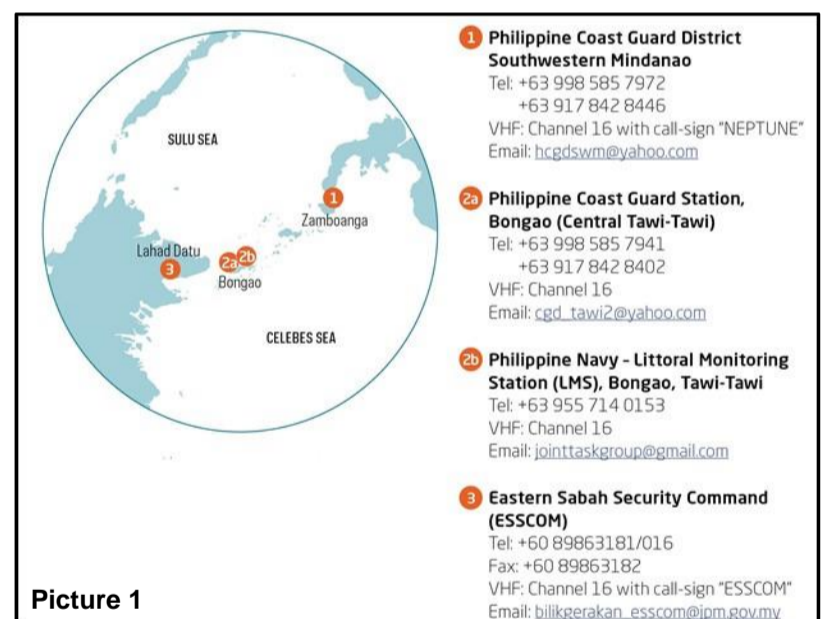 SULU SEA
1
Zamboanga
Lahad Datu
3
2a
2b
Bongao
CELEBES SEA
Picture 1
1 Philippine Coast Guard District
Southwestern Mindanao
Tel: +63 998 585 7972
+63 917 842 8446
VHF: Channel 16 with call-sign "NEPTUNE"
Email: hcgdswm@yahoo.com
2a Philippine Coast Guard Station,
Bongao (Central Tawi-Tawi)
Tel: +63 998 585 7941
+63 917 842 8402
VHF: Channel 16
Email: cgd_tawi2@yahoo.com
2b Philippine Navy - Littoral Monitoring
Station (LMS), Bongao, Tawi-Tawi
Tel: +63 955 714 0153
VHF: Channel 16
Email: jointtaskgroup@gmail.com
3 Eastern Sabah Security Command
(ESSCOM)
Tel: +60 89863181/016
Fax: +60 89863182
VHF: Channel 16 with call-sign "ESSCOM"
Email: bilikgerakan_esscom@jpm.gov.my